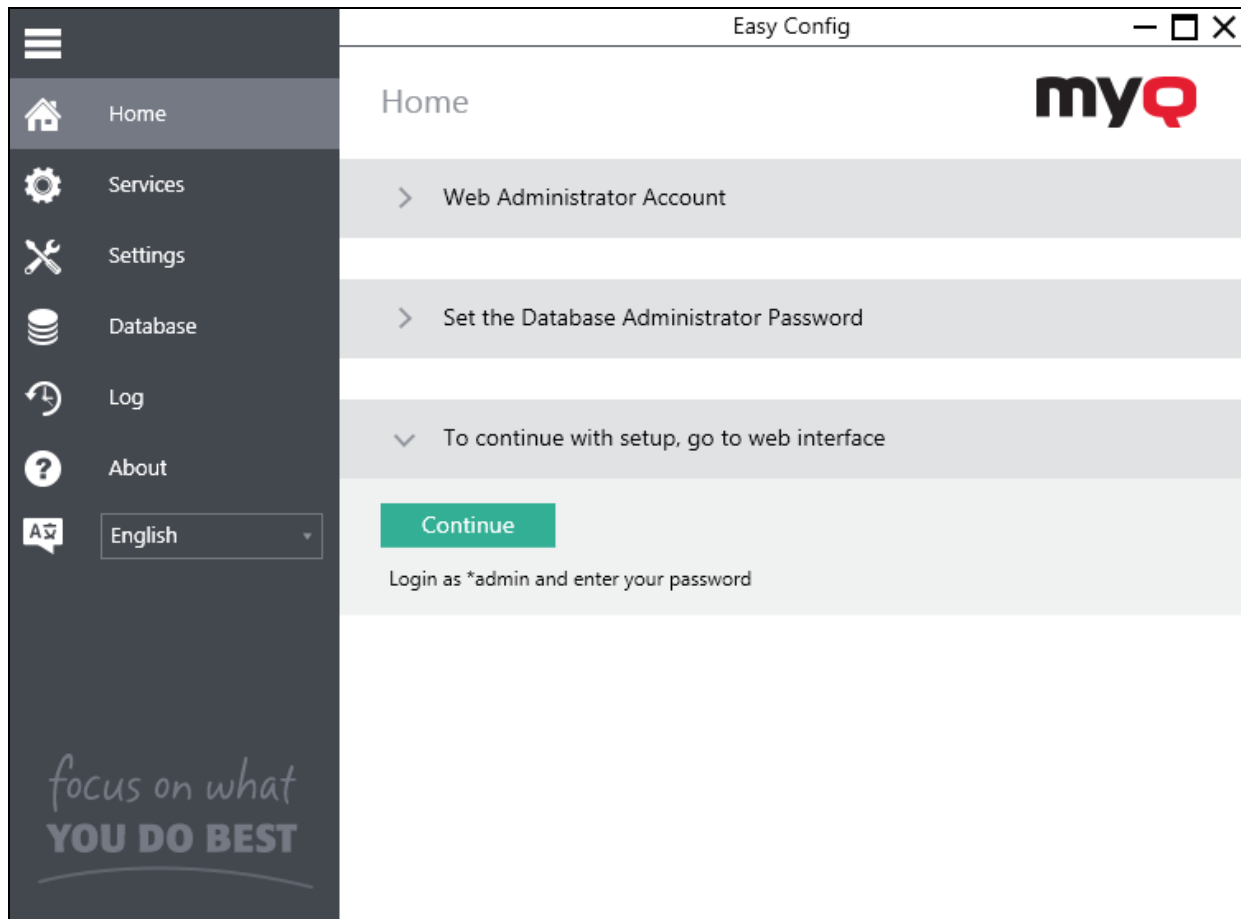 Easy Config
Home
Services
Settings
Database
Log
About
English
focus on what
YOU DO BEST
Home
myQ
Web Administrator Account
Set the Database Administrator Password
To continue with setup, go to web interface
Continue
Login as *admin and enter your password